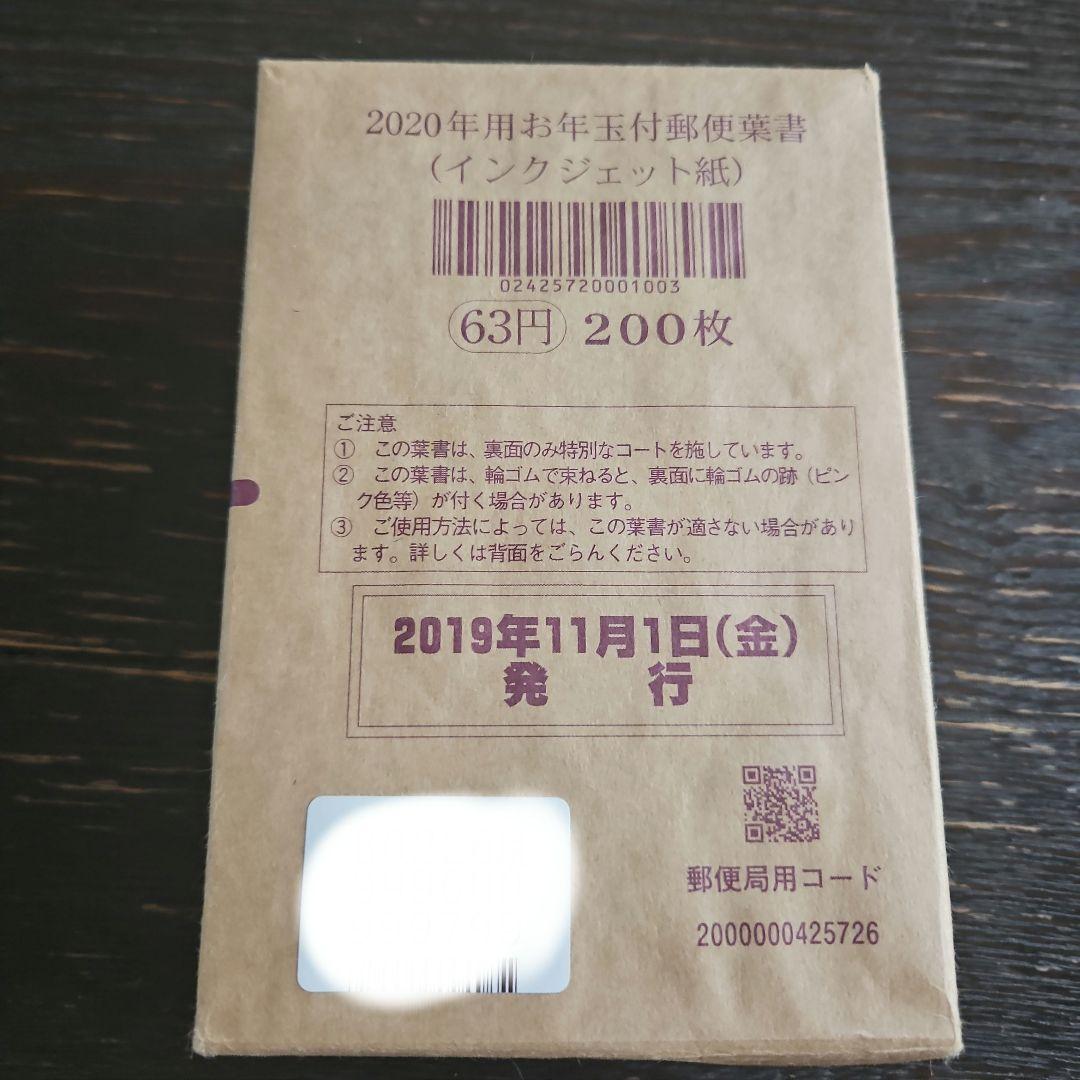 2020年用お年玉付郵便葉書
（インクジェット紙）
02425720001003
63円 200枚
ご注意
① この葉書は、裏面のみ特別なコートを施しています。
② この葉書は、輪ゴムで束ねると、裏面に輪ゴムの跡（ピン
ク色等）が付く場合があります。
③ ご使用方法によっては、この葉書が適さない場合があり
ます。詳しくは背面をごらんください。
2019年11月1日（金）
発 行
郵便局用コード
2000000425726